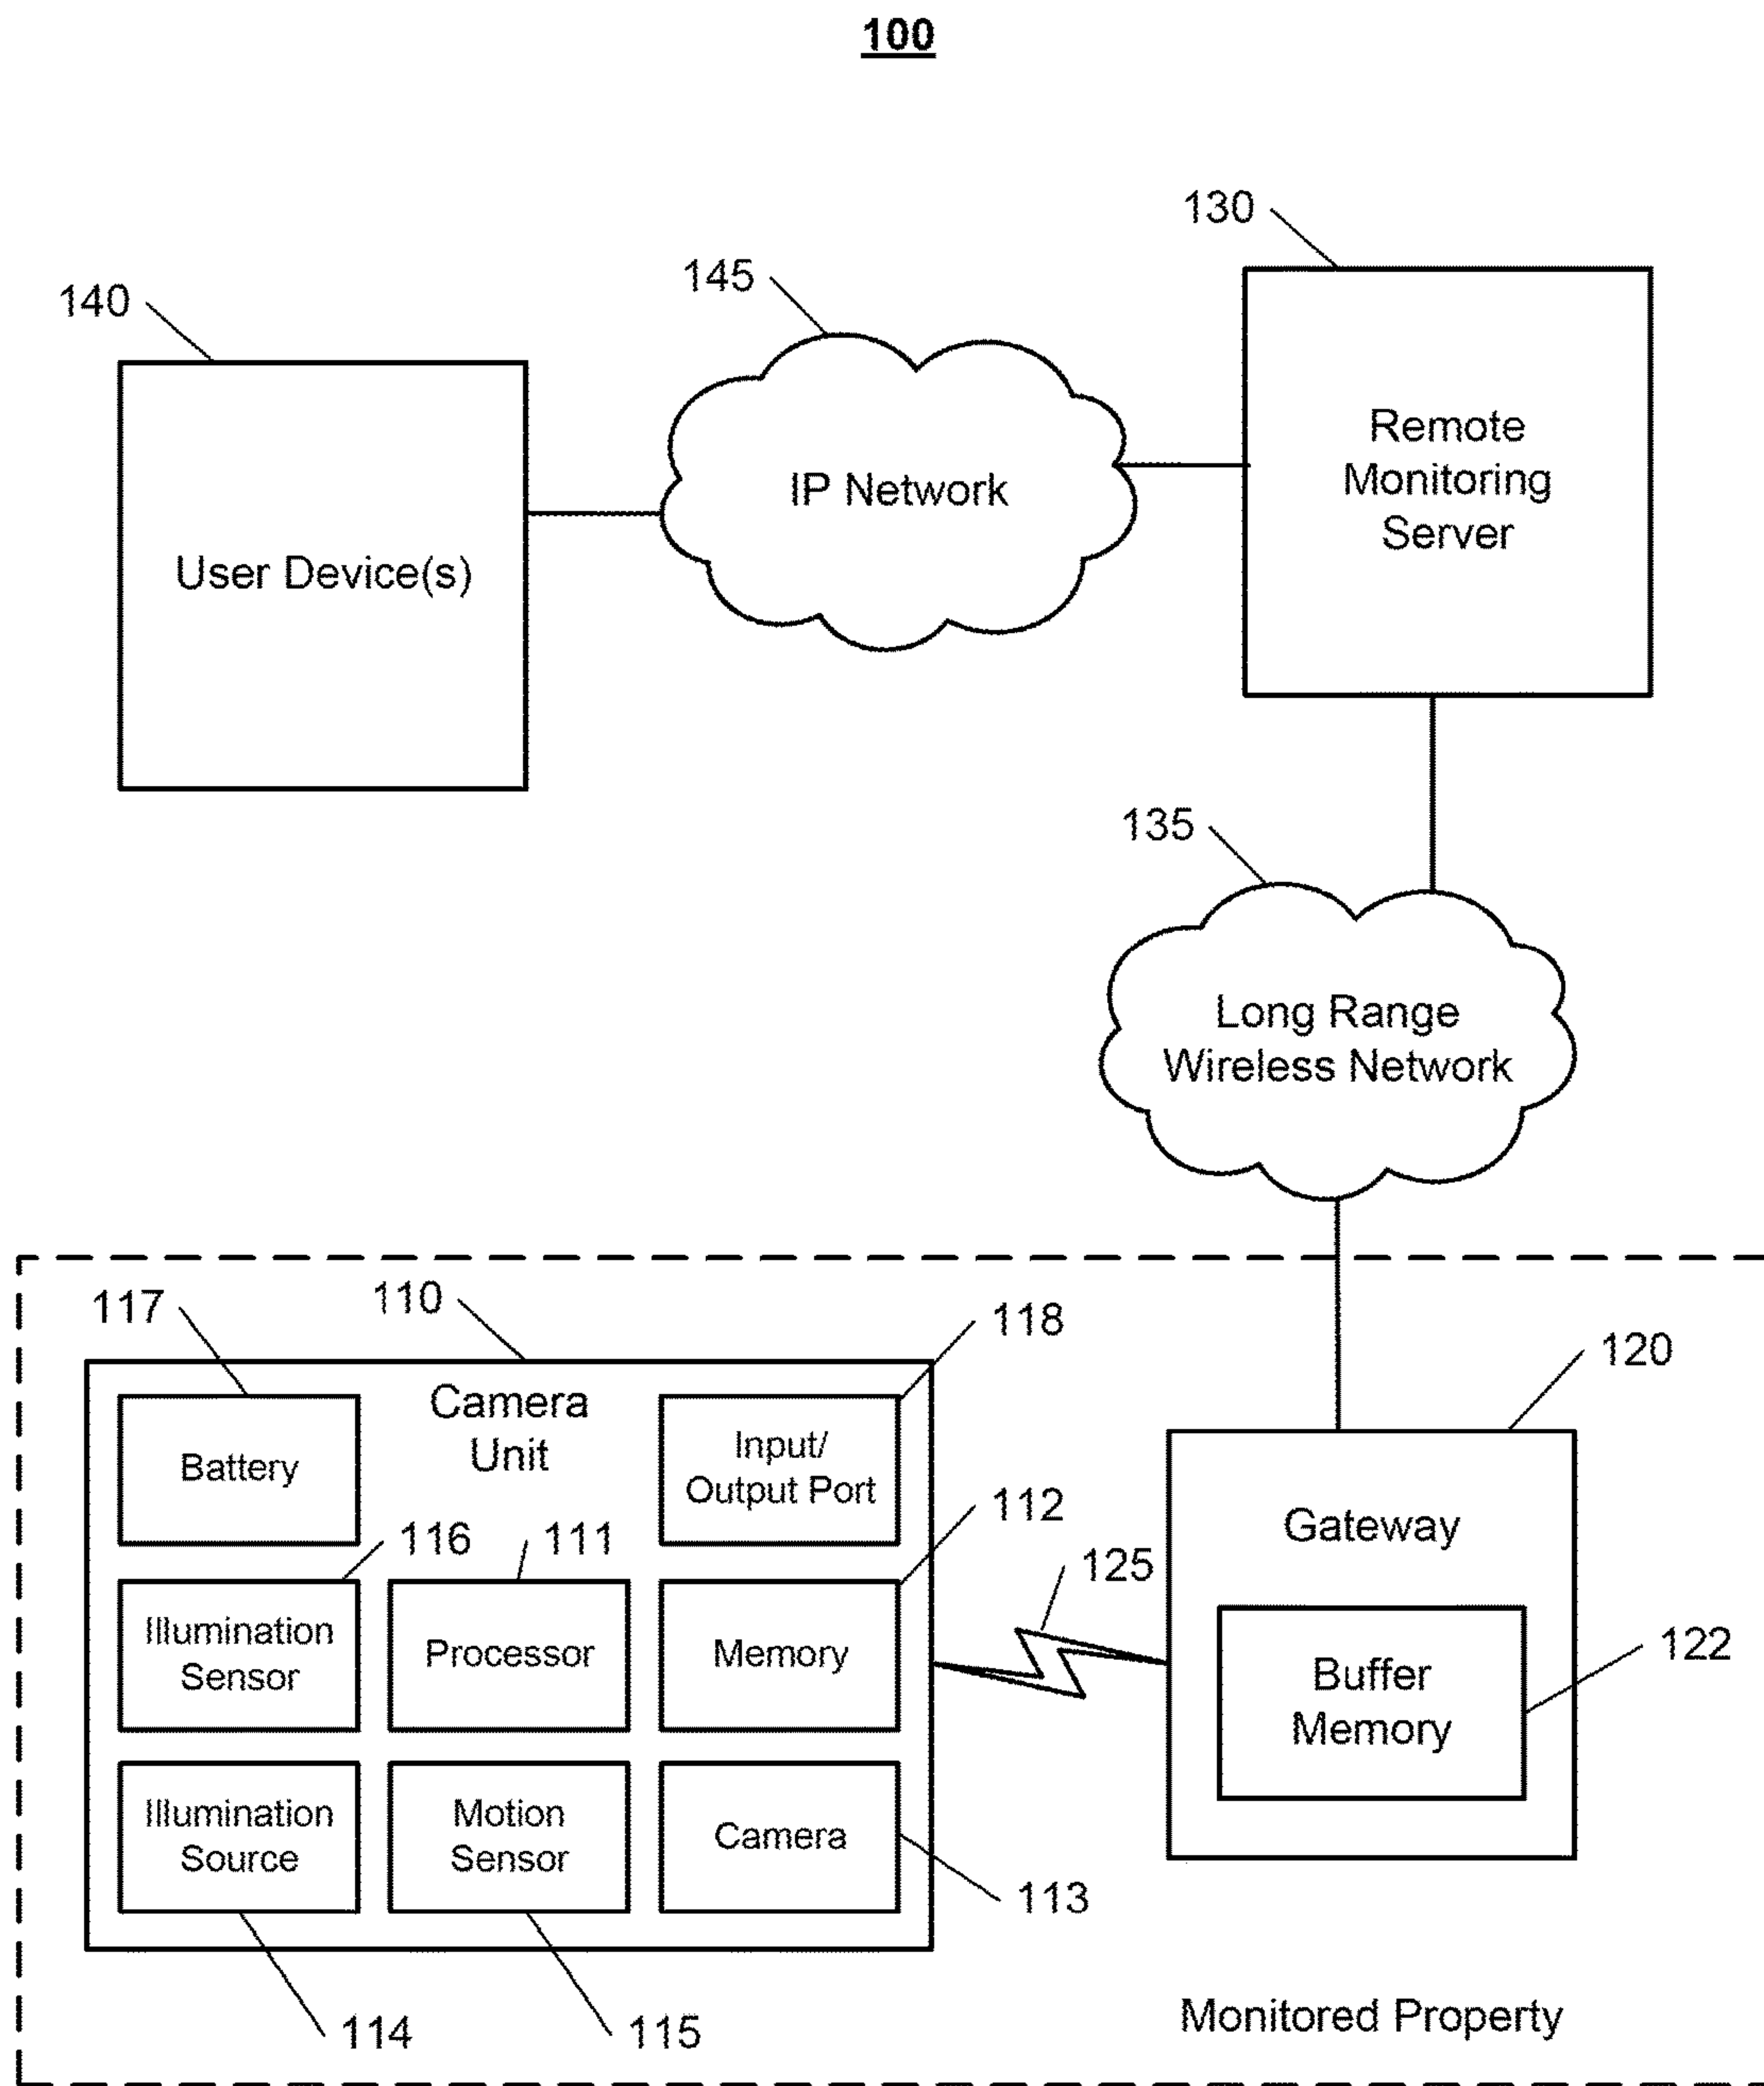 100
130
145
140
Remote
Monitoring
Server
IP Network
User Device(s)
135
Long Range
Wireless Network
117
110
118
120
Camera
Unit
Battery
Input/
Output Port
116
111
112
Gateway
125
Illumination
Sensor
Processor
Memory
122
Buffer
Memory
Illumination
Source
Motion
Sensor
Camera
113
114
115
Monitored Property